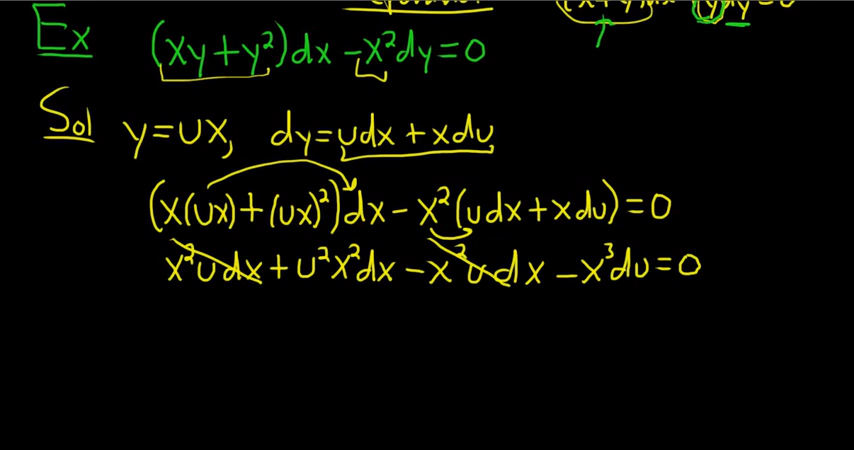 Ex (xy+y²)dx -x²dy=0
Sol y=ux, dy=udx+xdu
(x(ux)+(ux)²)dx-x²(udx+xdu)=0
x²udx+u²x²dx-x²udx-x³du=0